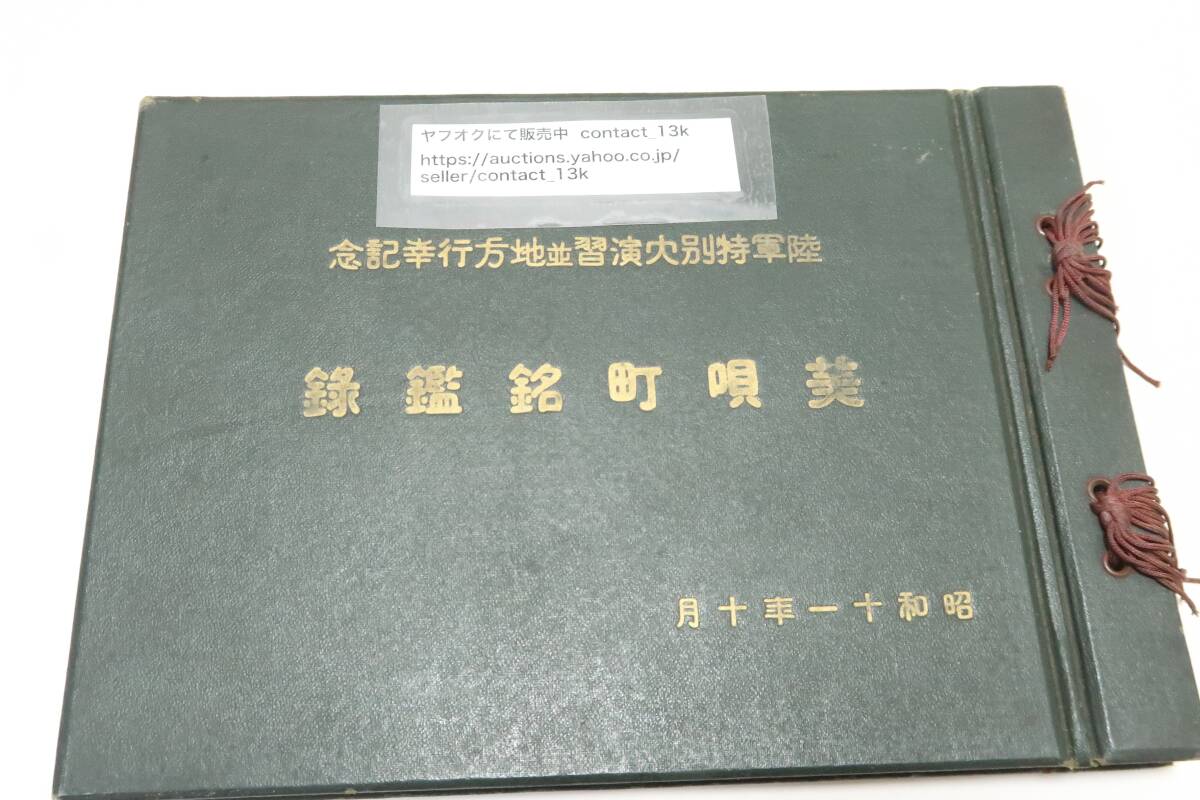 ヤフオクにて販売中 contact_13k
https://auctions.yahoo.co.jp/
seller/contact_13k
陸軍特別大演習並地方行幸記念
美唄町銘鑑録
昭和十一年十月